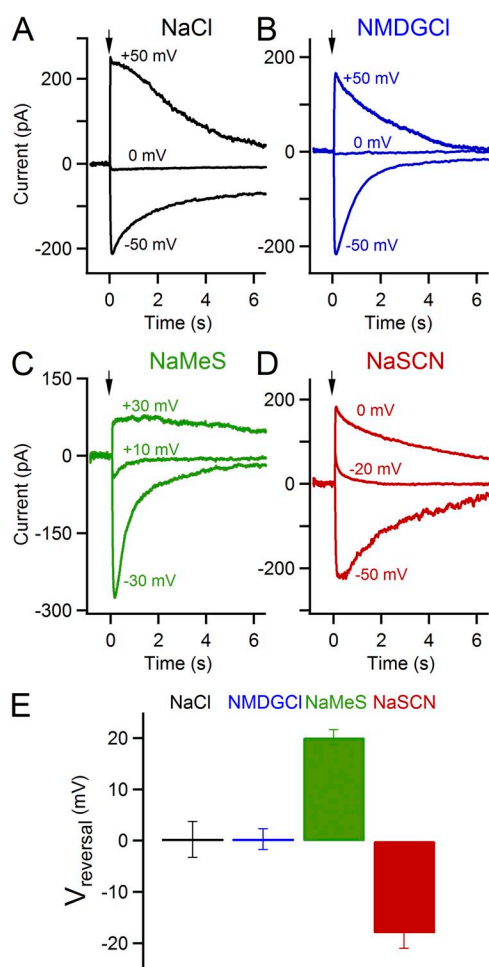 A NaCl
+50 mV
0 mV
-50 mV
Current (pA)
200
0
-200
0 2 4 6
Time (s)
B NMDGCl
+50 mV
0 mV
-50 mV
200
0
-200
0 2 4 6
Time (s)
C NaMeS
+30 mV
+10 mV
-30 mV
Current (pA)
150
0
-150
-300
0 2 4 6
Time (s)
D NaSCN
0 mV
-20 mV
-50 mV
200
0
-200
0 2 4 6
Time (s)
E
NaCl NMDGCl NaMeS NaSCN
Vreversal (mV)
20
10
0
-10
-20